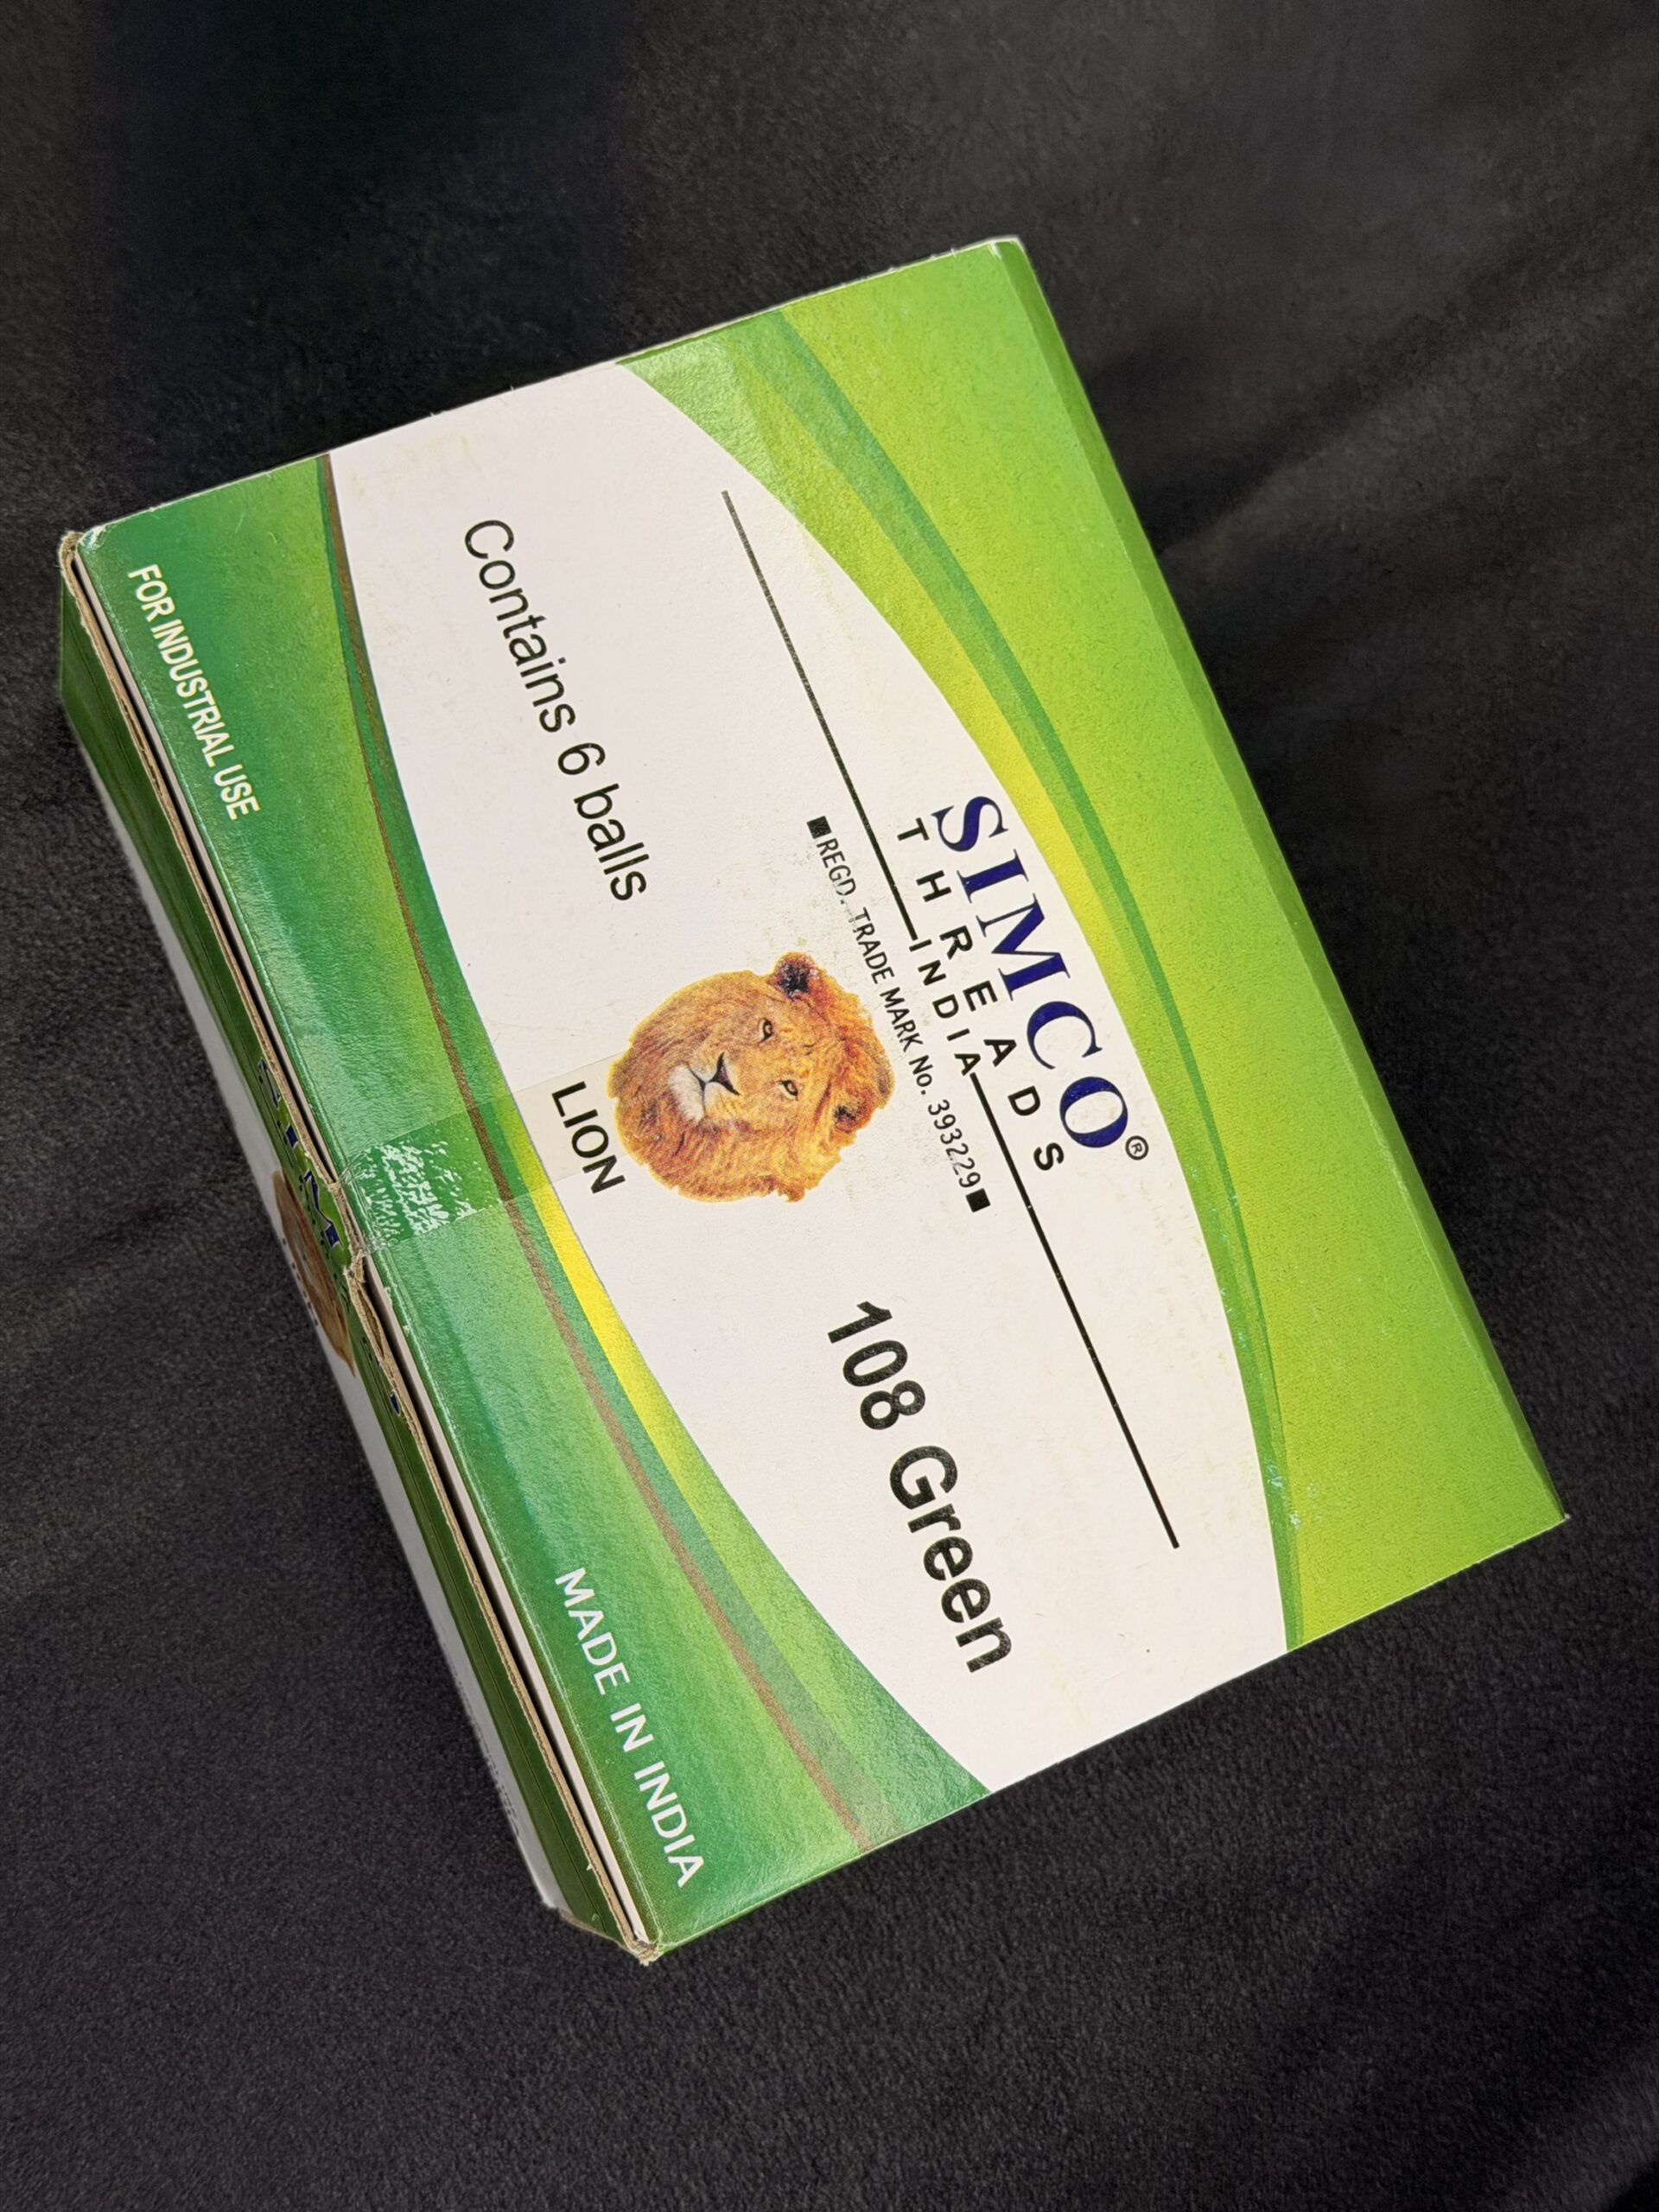 SIMCO®
THREADS
INDIA
■REGD. TRADE MARK No. 393229■
Contains 6 balls
108 Green
LION
FOR INDUSTRIAL USE
MADE IN INDIA